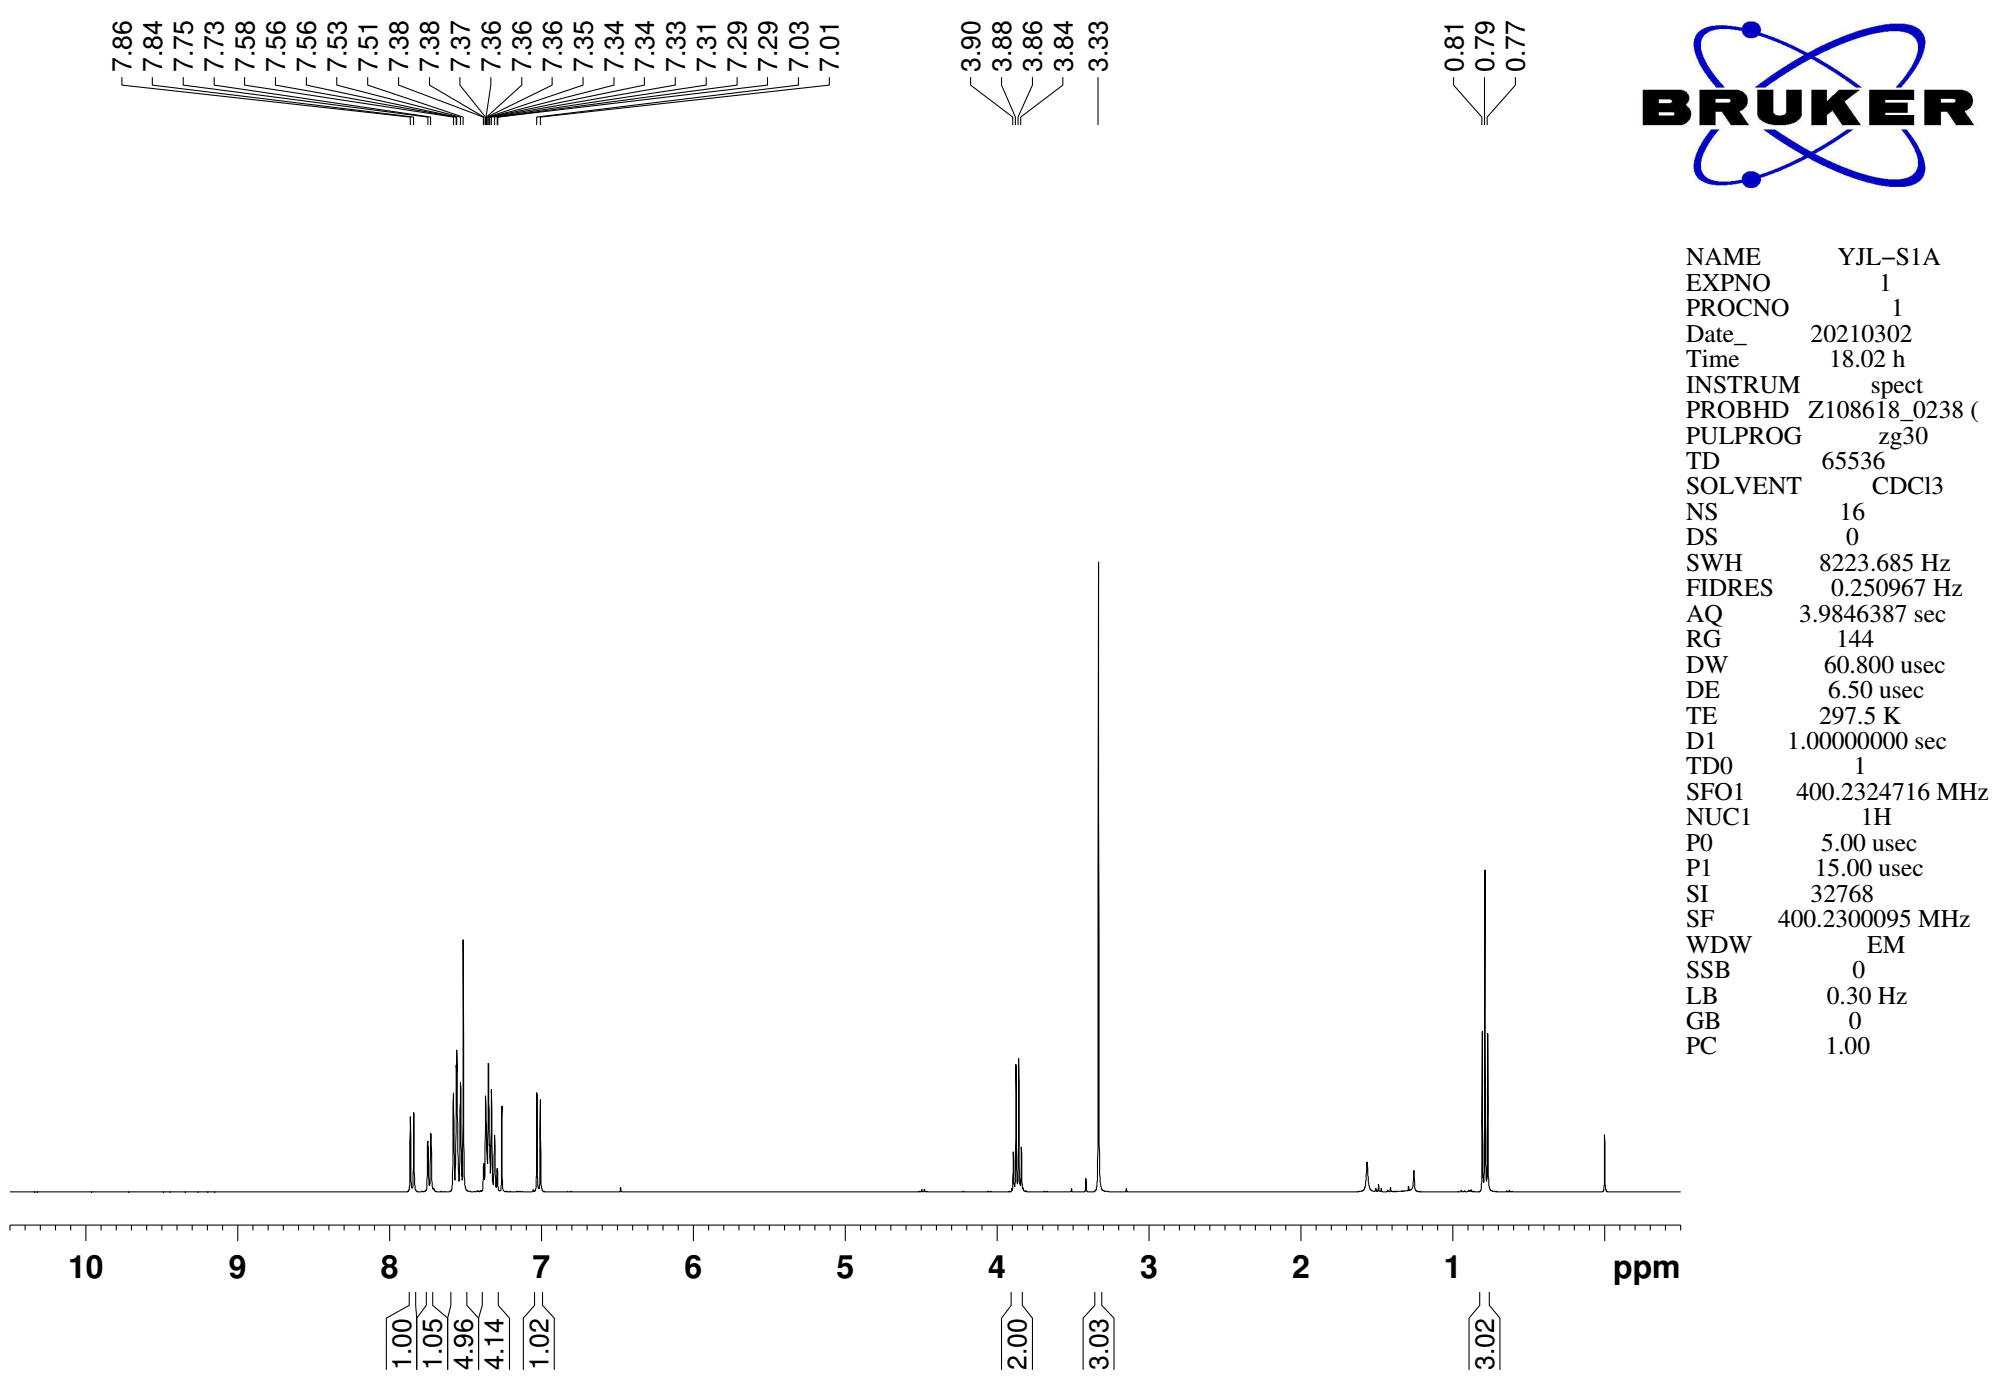 7.86 7.84 7.75 7.73 7.58 7.56 7.56 7.53 7.51 7.38 7.38 7.37 7.36 7.36 7.36 7.35 7.34 7.34 7.33 7.31 7.29 7.29 7.03 7.01
3.90 3.88 3.86 3.84 3.33
0.81 0.79 0.77
BRUKER
NAME YJL−S1A
EXPNO 1
PROCNO 1
Date_ 20210302
Time 18.02 h
INSTRUM spect
PROBHD Z108618_0238 (
PULPROG zg30
TD 65536
SOLVENT CDCl3
NS 16
DS 0
SWH 8223.685 Hz
FIDRES 0.250967 Hz
AQ 3.9846387 sec
RG 144
DW 60.800 usec
DE 6.50 usec
TE 297.5 K
D1 1.00000000 sec
TD0 1
SFO1 400.2324716 MHz
NUC1 1H
P0 5.00 usec
P1 15.00 usec
SI 32768
SF 400.2300095 MHz
WDW EM
SSB 0
LB 0.30 Hz
GB 0
PC 1.00
10 9 8 7 6 5 4 3 2 1 ppm
1.00 1.05 4.96 4.14 1.02 2.00 3.03 3.02